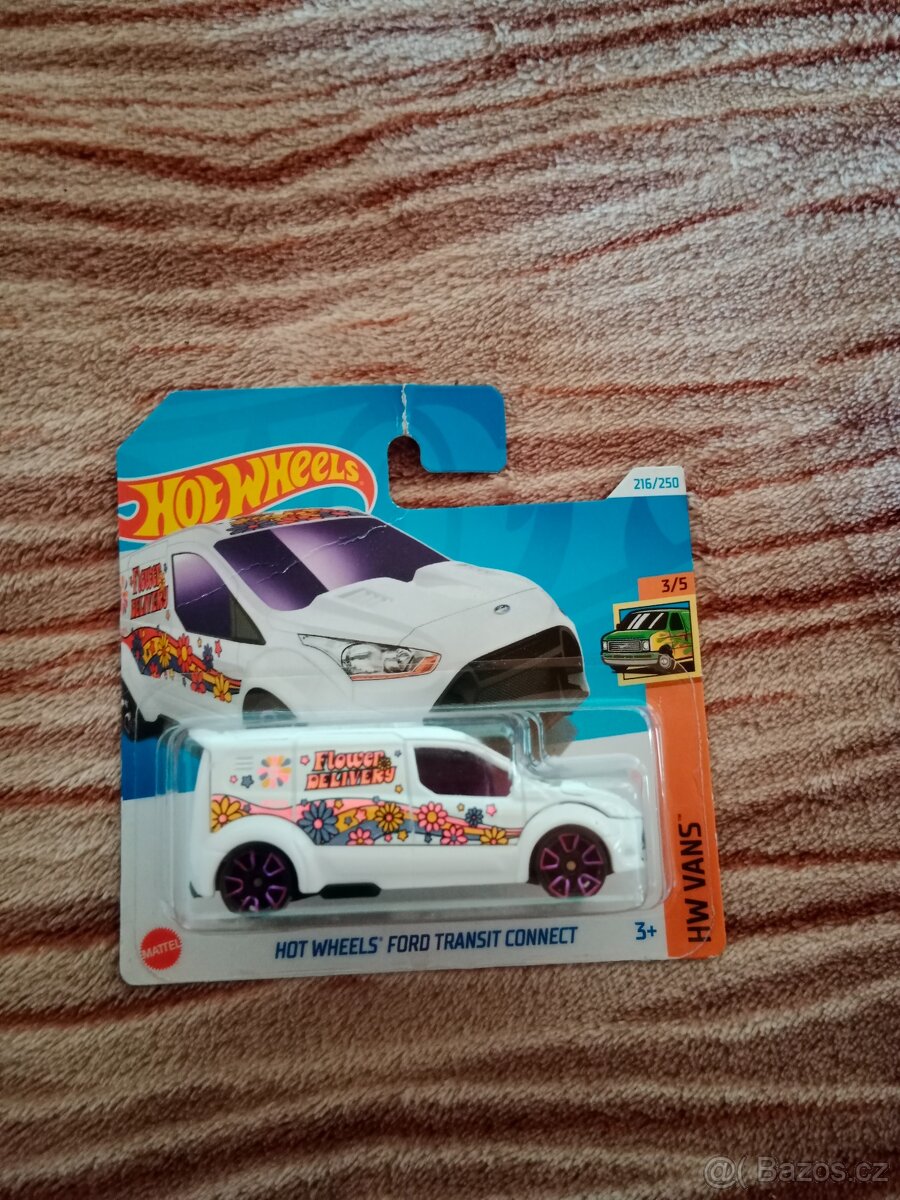 HOT WHEELS
216/250
3/5
Flower
DELIVERY
Flower
DELIVERY
HW VANS™
MATTEL
HOT WHEELS® FORD TRANSIT CONNECT
3+
@( Bazos.cz